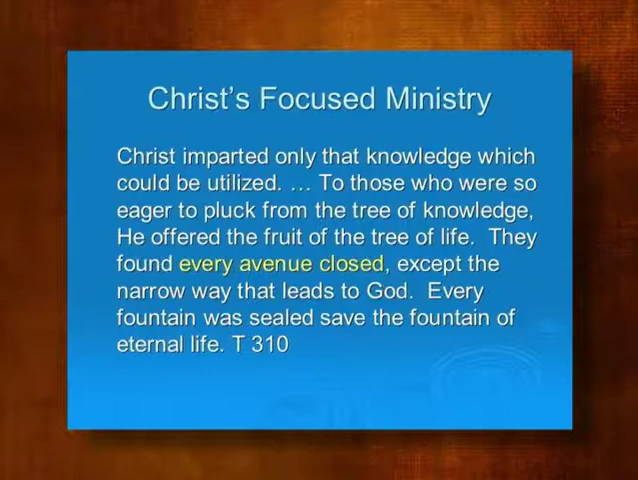 Christ's Focused Ministry
Christ imparted only that knowledge which
could be utilized. … To those who were so
eager to pluck from the tree of knowledge,
He offered the fruit of the tree of life.  They
found every avenue closed, except the
narrow way that leads to God.  Every
fountain was sealed save the fountain of
eternal life. T 310